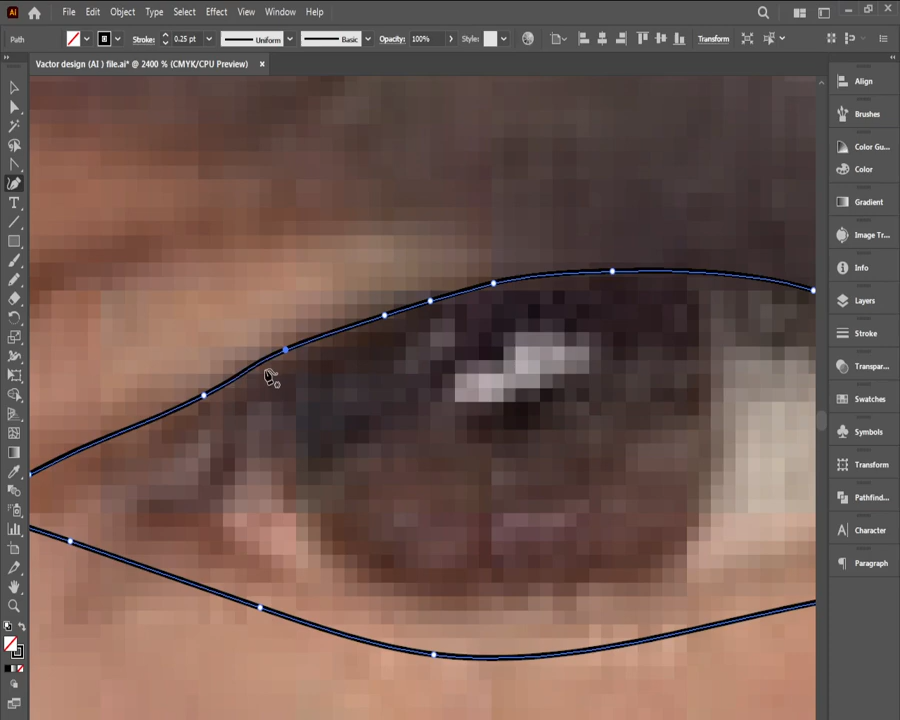 Ai File Edit Object Type Select Effect View Window Help
Path Stroke: 0.25 pt Uniform Basic Opacity: 100% Style: Transform
Vactor design (AI ) file.ai* @ 2400 % (CMYK/CPU Preview) ×
Align
Brushes
Color Gu...
Color
Gradient
Image Tr...
Info
Layers
Stroke
Transpar...
Swatches
Symbols
Transform
Pathfind...
Character
Paragraph